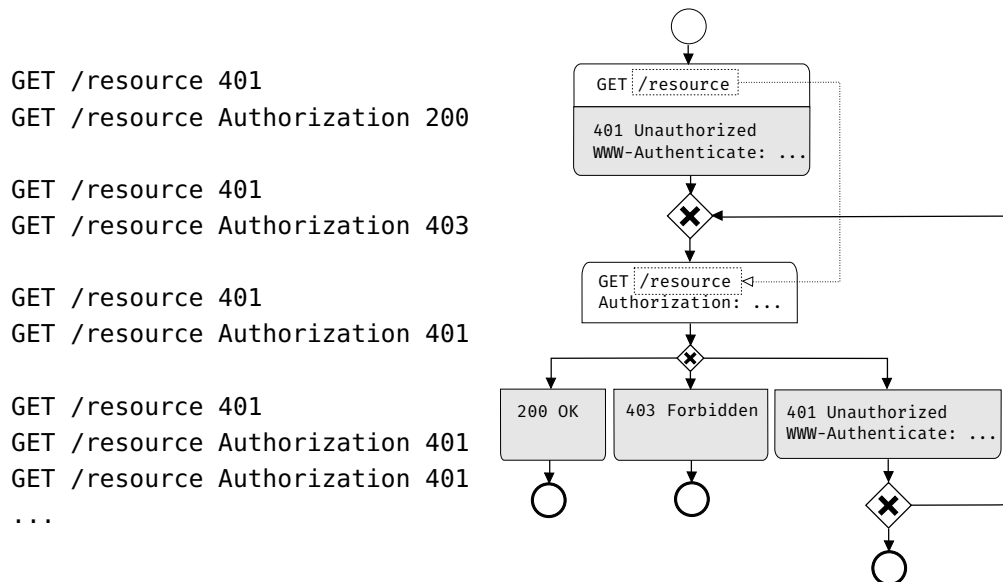 GET /resource 401
GET /resource Authorization 200
GET /resource 401
GET /resource Authorization 403
GET /resource 401
GET /resource Authorization 401
GET /resource 401
GET /resource Authorization 401
GET /resource Authorization 401
...
GET /resource
401 Unauthorized
WWW-Authenticate: ...
GET /resource
Authorization: ...
200 OK
403 Forbidden
401 Unauthorized
WWW-Authenticate: ...